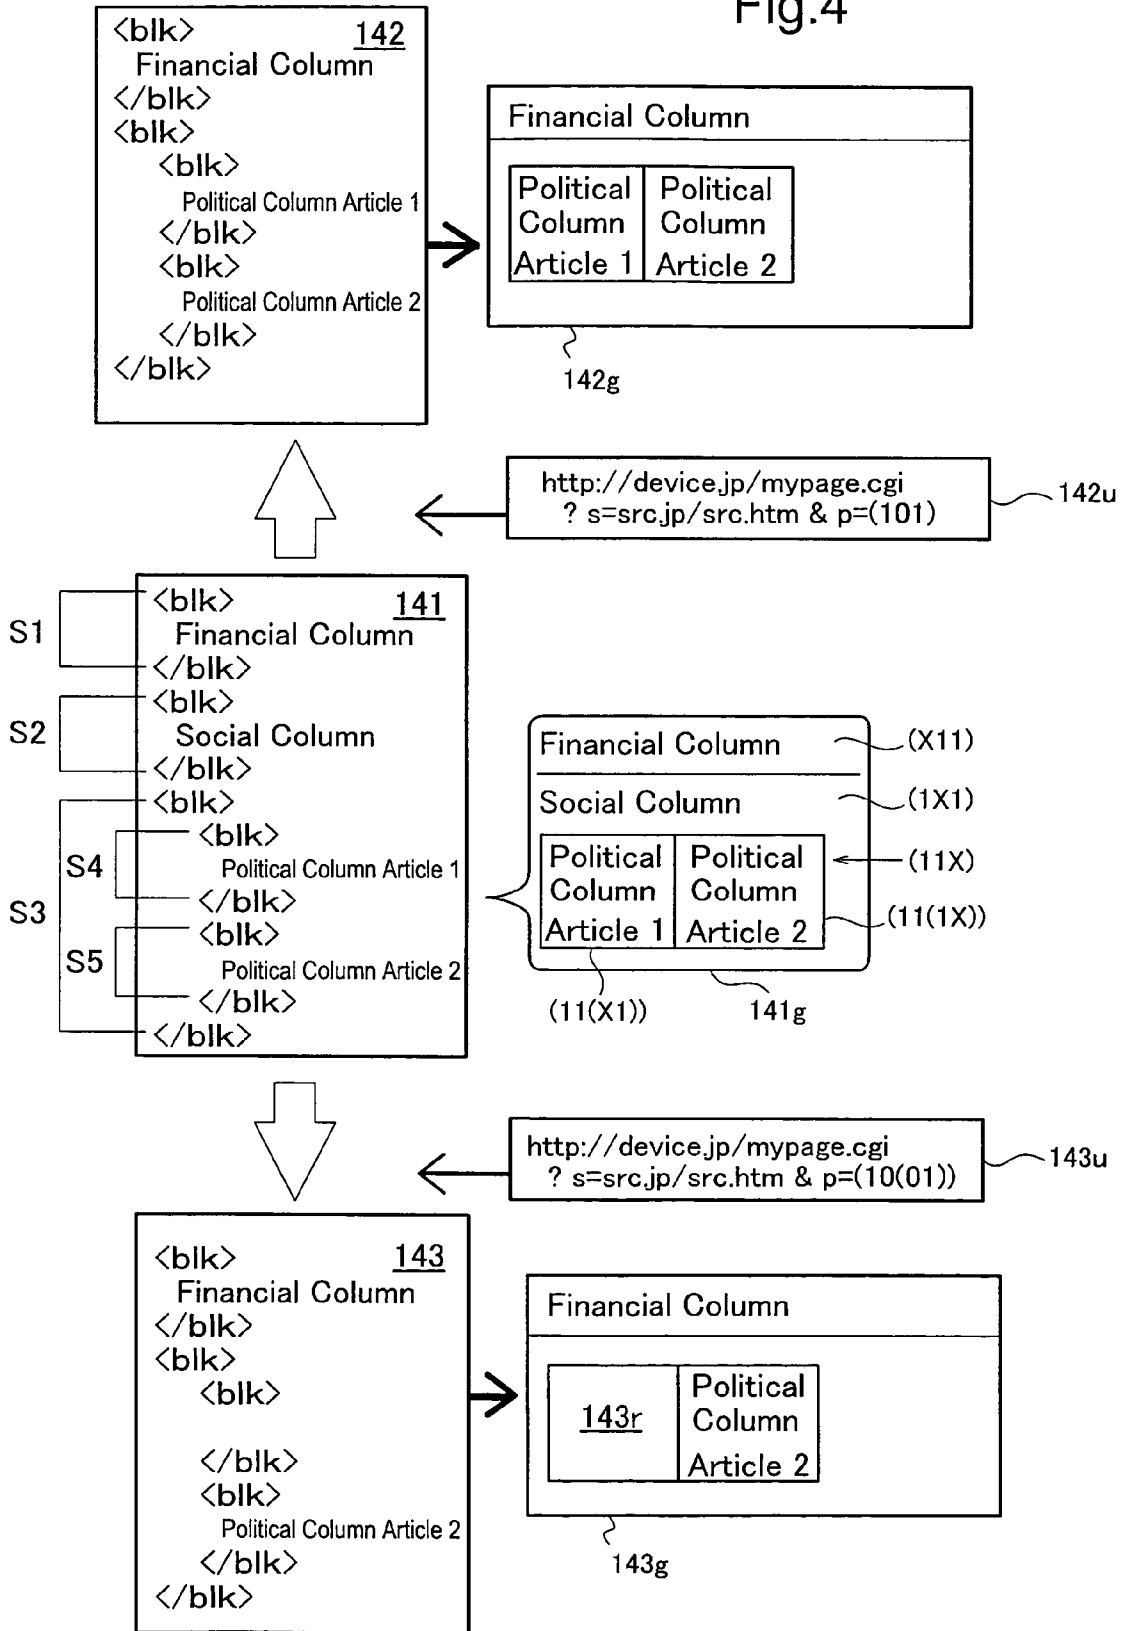 Fig.4
<blk>
142
Financial Column
</blk>
<blk>
<blk>
Political Column Article 1
</blk>
<blk>
Political Column Article 2
</blk>
</blk>
Financial Column
Political
Column
Article 1
Political
Column
Article 2
142g
http://device.jp/mypage.cgi
? s=src.jp/src.htm & p=(101)
142u
S1
S2
S3
S4
S5
<blk>
141
Financial Column
</blk>
<blk>
Social Column
</blk>
<blk>
<blk>
Political Column Article 1
</blk>
<blk>
Political Column Article 2
</blk>
</blk>
Financial Column
(X11)
Social Column
(1X1)
Political
Column
Article 1
Political
Column
Article 2
(11X)
(11(1X))
(11(X1))
141g
http://device.jp/mypage.cgi
? s=src.jp/src.htm & p=(10(01))
143u
<blk>
143
Financial Column
</blk>
<blk>
<blk>
</blk>
<blk>
Political Column Article 2
</blk>
</blk>
Financial Column
143r
Political
Column
Article 2
143g